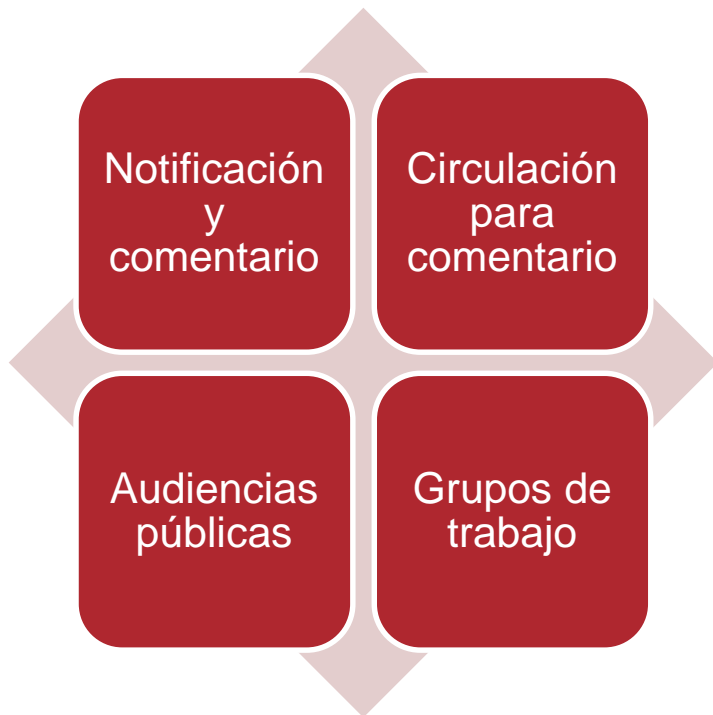 Notificación
y
comentario
Circulación
para
comentario
Audiencias
públicas
Grupos de
trabajo